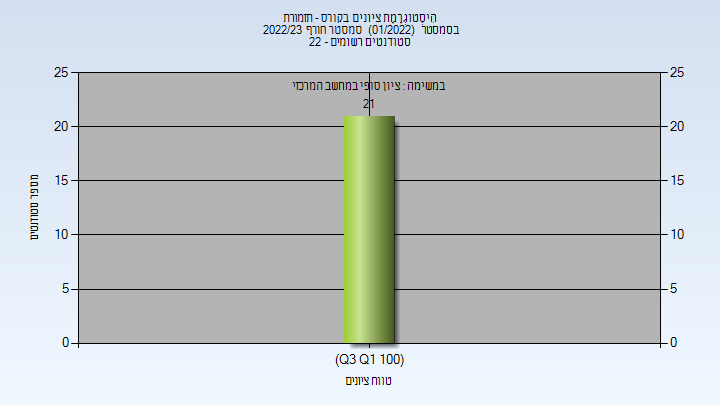 היסטוגרמת ציונים בקורס - תזמורת
בסמסטר (01/2022) סמסטר חורף 2022/23
סטודנטים רשומים - 22
במשימה : ציון סופי במחשב המרכזי
21
25 25
20 20
15 15
10 10
5 5
0 0
מספר סטודנטים
(Q3 Q1 100)
טווח ציונים